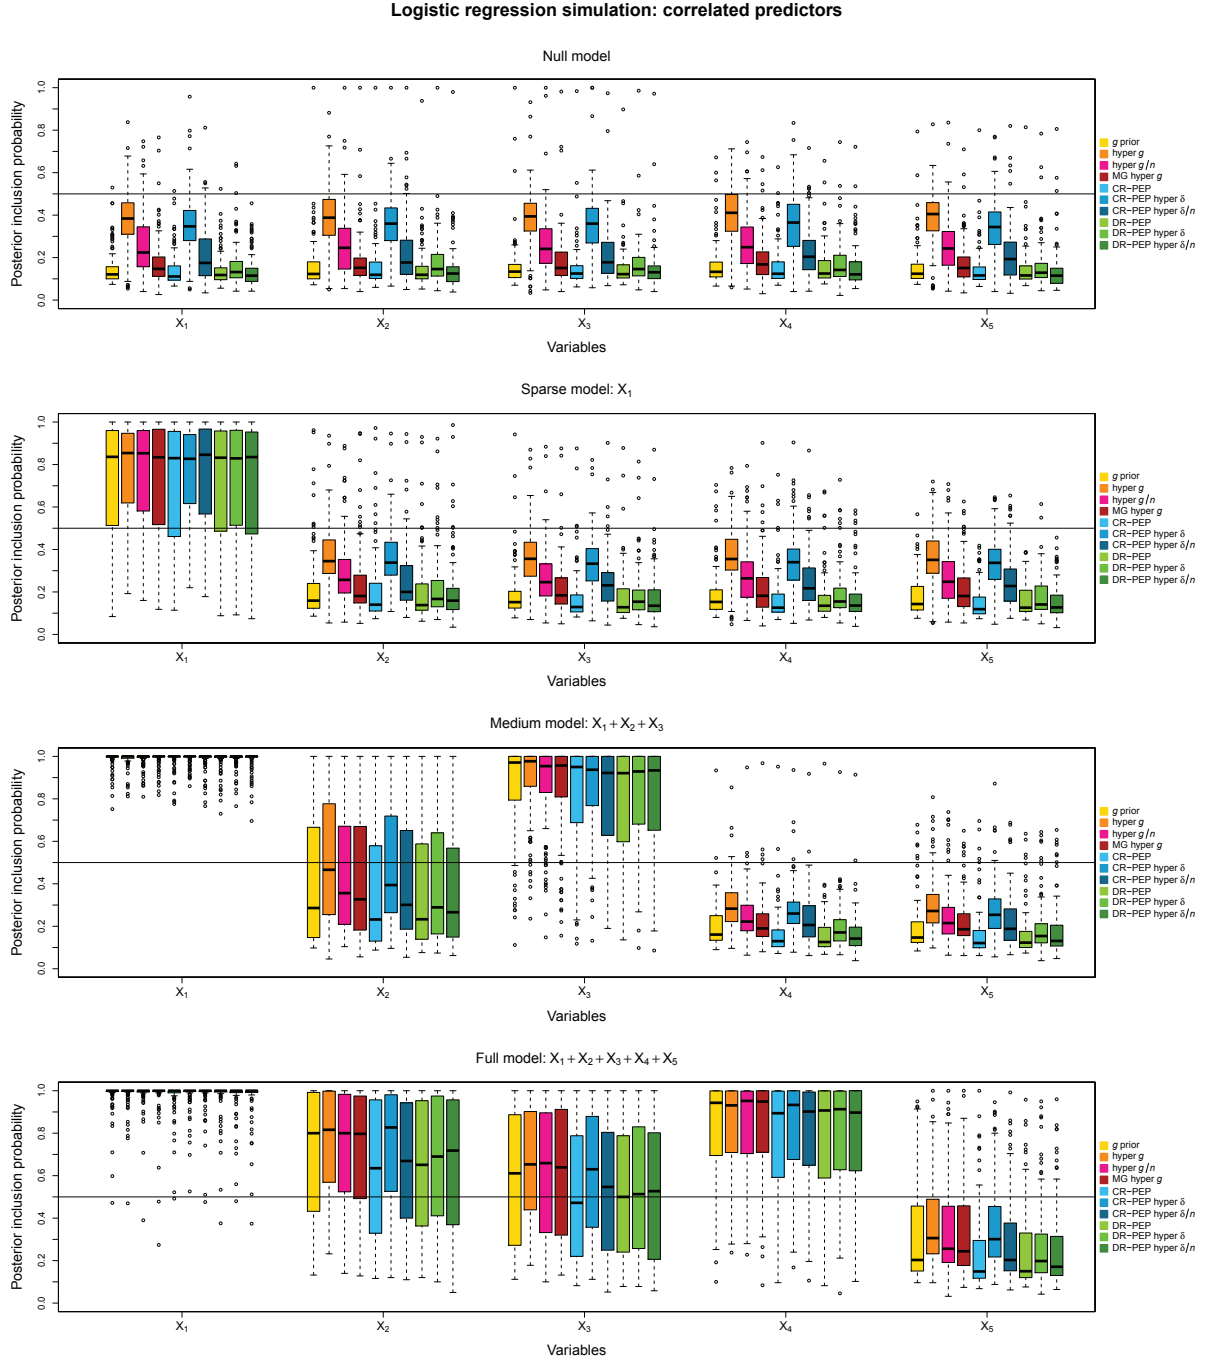 Logistic regression simulation: correlated predictors
Null model
Posterior inclusion probability
0.0 0.2 0.4 0.6 0.8 1.0
X1 X2 X3 X4 X5
Variables
g prior
hyper g
hyper g/n
MG hyper g
CR−PEP
CR−PEP hyper δ
CR−PEP hyper δ/n
DR−PEP
DR−PEP hyper δ
DR−PEP hyper δ/n
Sparse model: X1
Posterior inclusion probability
0.0 0.2 0.4 0.6 0.8 1.0
X1 X2 X3 X4 X5
Variables
g prior
hyper g
hyper g/n
MG hyper g
CR−PEP
CR−PEP hyper δ
CR−PEP hyper δ/n
DR−PEP
DR−PEP hyper δ
DR−PEP hyper δ/n
Medium model: X1 + X2 + X3
Posterior inclusion probability
0.0 0.2 0.4 0.6 0.8 1.0
X1 X2 X3 X4 X5
Variables
g prior
hyper g
hyper g/n
MG hyper g
CR−PEP
CR−PEP hyper δ
CR−PEP hyper δ/n
DR−PEP
DR−PEP hyper δ
DR−PEP hyper δ/n
Full model: X1 + X2 + X3 + X4 + X5
Posterior inclusion probability
0.0 0.2 0.4 0.6 0.8 1.0
X1 X2 X3 X4 X5
Variables
g prior
hyper g
hyper g/n
MG hyper g
CR−PEP
CR−PEP hyper δ
CR−PEP hyper δ/n
DR−PEP
DR−PEP hyper δ
DR−PEP hyper δ/n